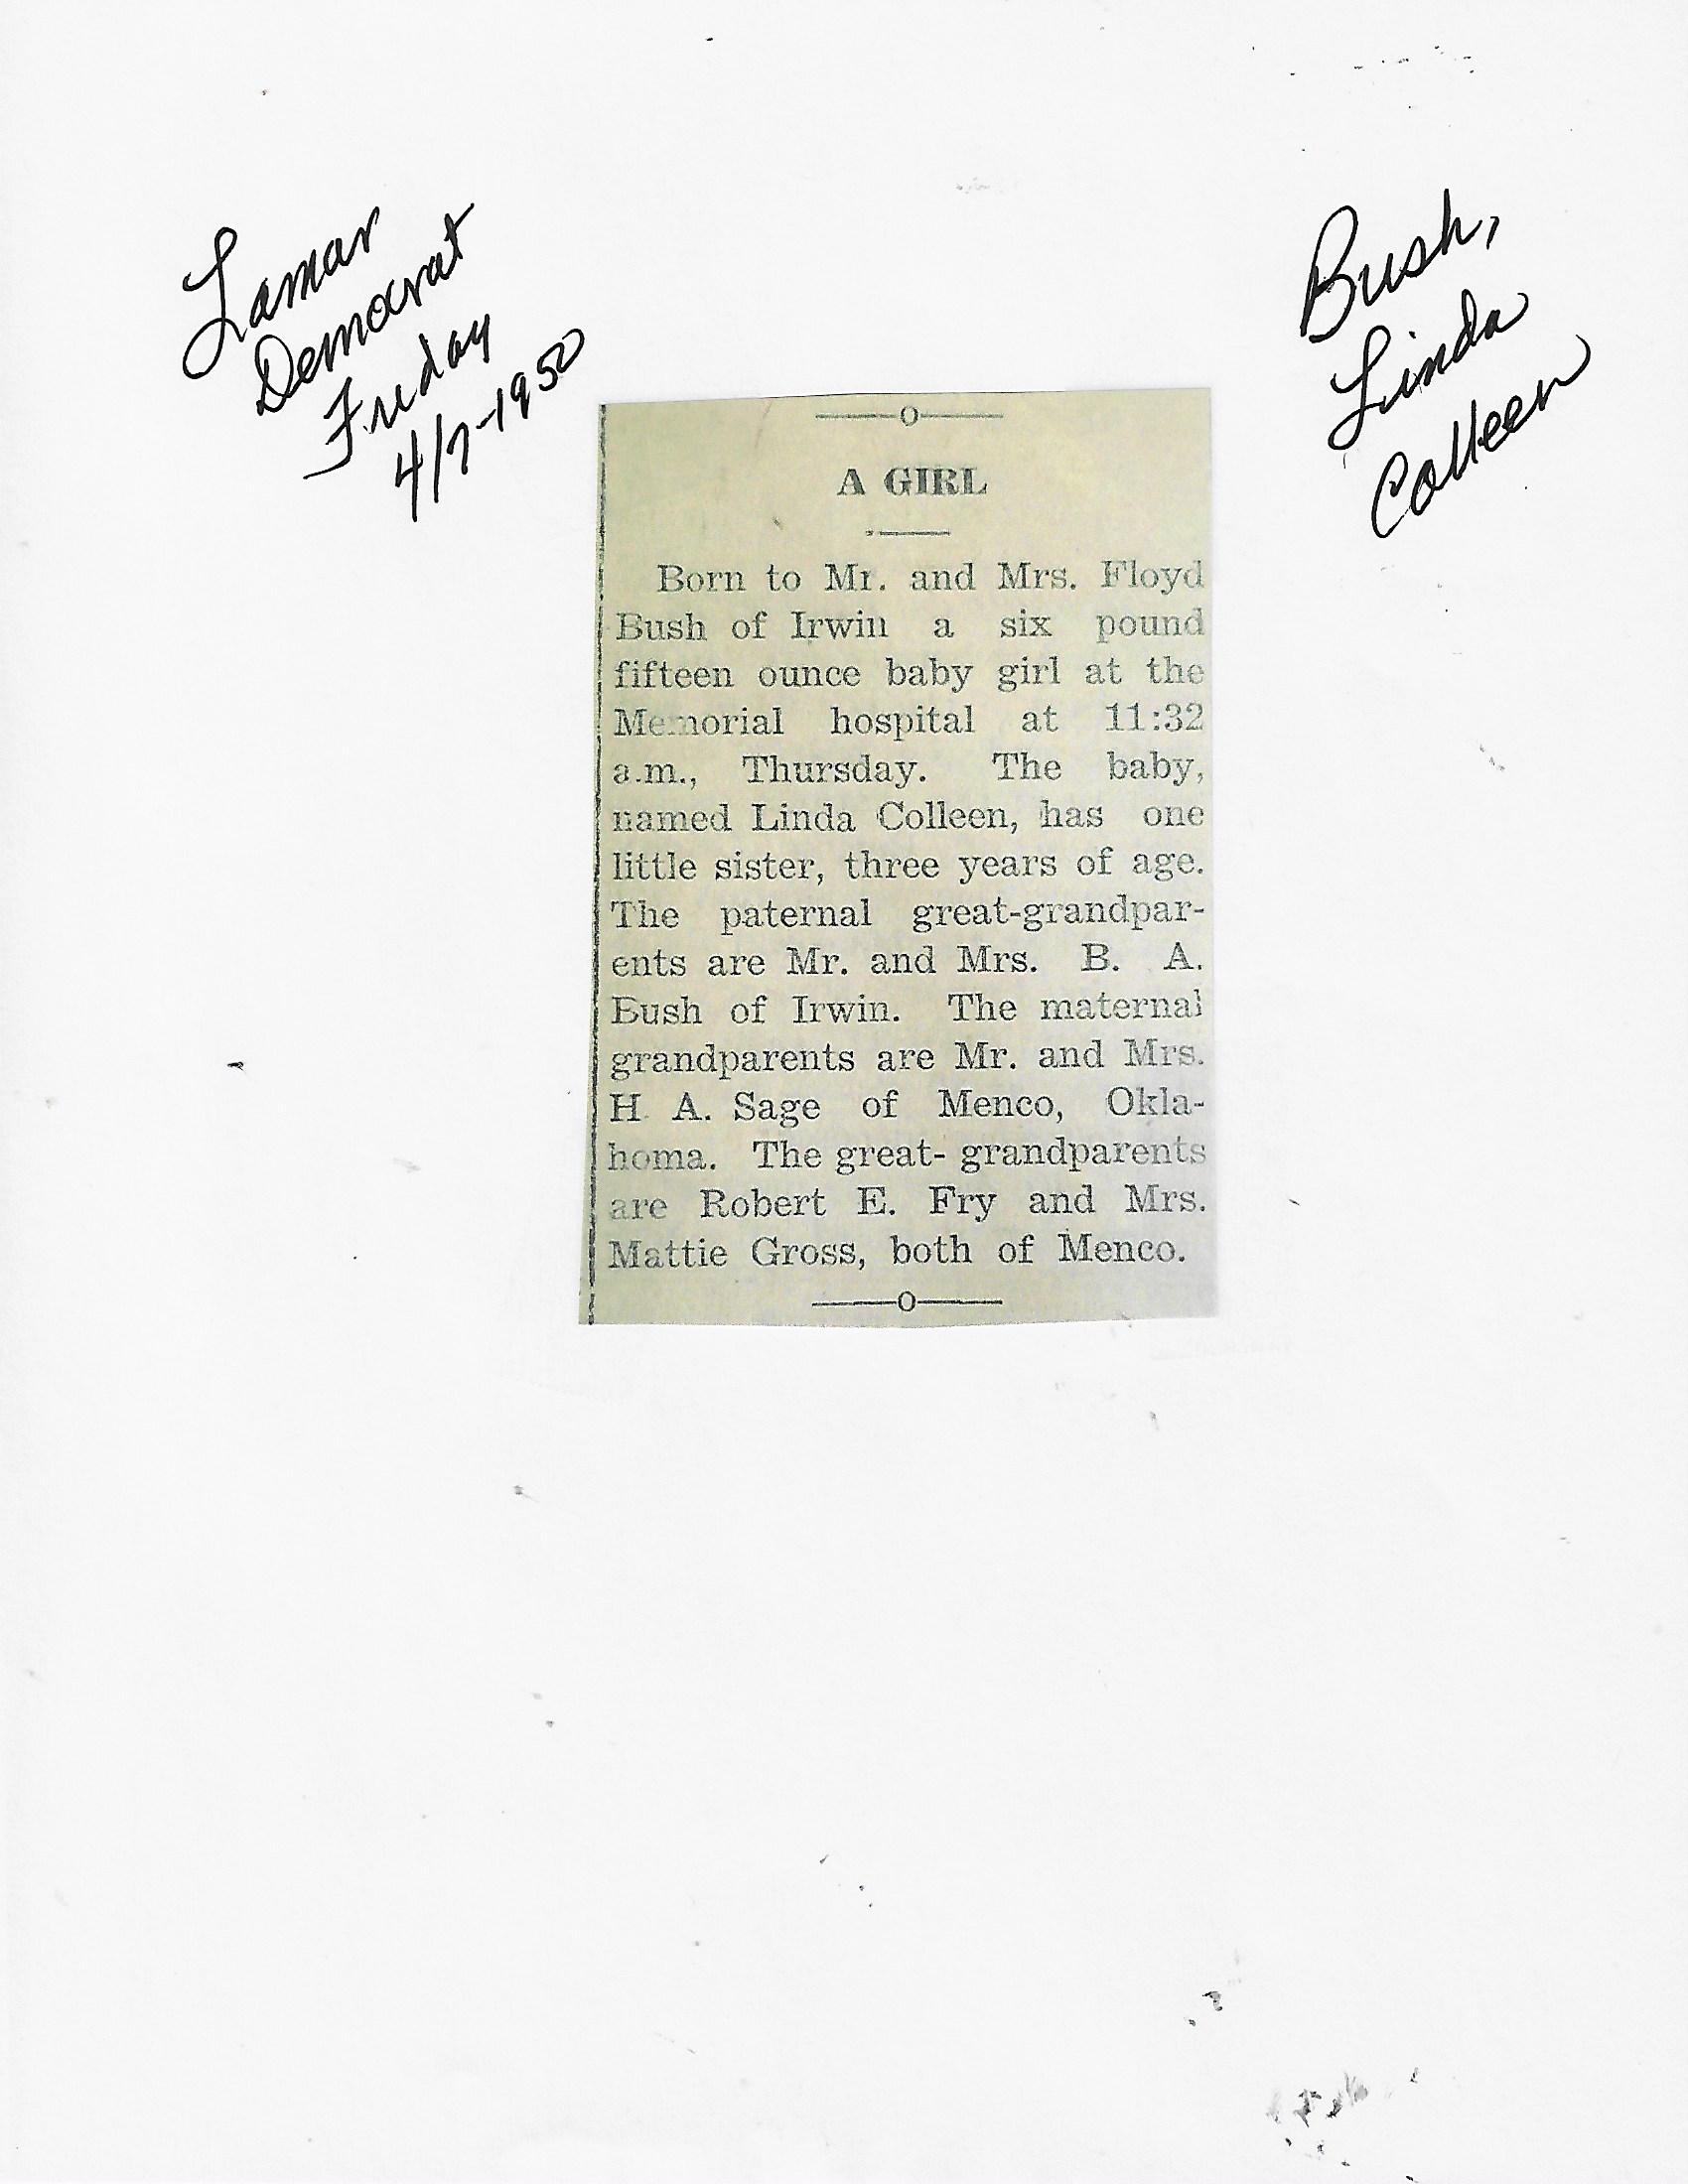 Lamar
Democrat
Friday
4/7-1950
Bush,
Linda
Colleen
A GIRL
Born to Mr. and Mrs. Floyd
Bush of Irwin a six pound
fifteen ounce baby girl at the
Memorial hospital at 11:32
a.m., Thursday. The baby,
named Linda Colleen, has one
little sister, three years of age.
The paternal great-grandpar-
ents are Mr. and Mrs. B. A.
Bush of Irwin. The maternal
grandparents are Mr. and Mrs.
H. A. Sage of Menco, Okla-
homa. The great- grandparents
are Robert E. Fry and Mrs.
Mattie Gross, both of Menco.